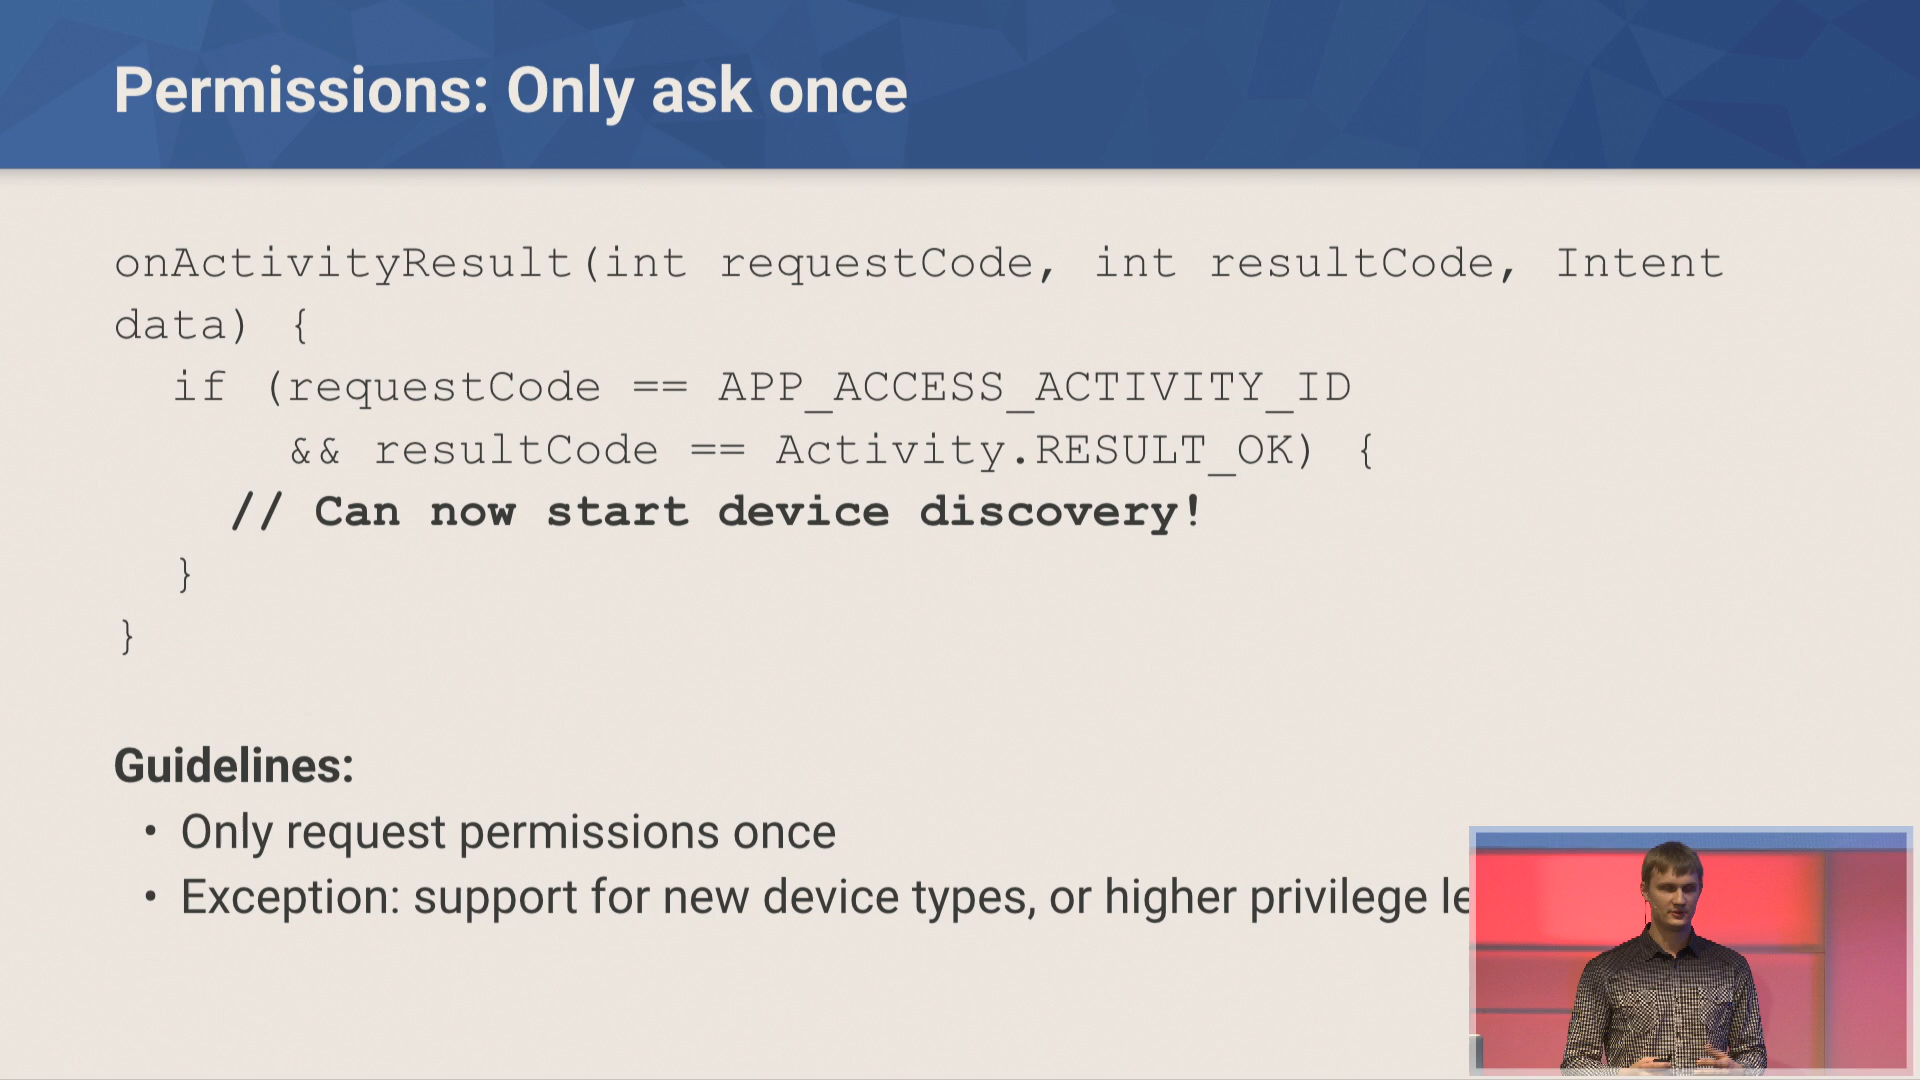 Permissions: Only ask once
onActivityResult(int requestCode, int resultCode, Intent
data) {
if (requestCode == APP_ACCESS_ACTIVITY_ID
&& resultCode == Activity.RESULT_OK) {
// Can now start device discovery!
}
}
Guidelines:
• Only request permissions once
• Exception: support for new device types, or higher privilege